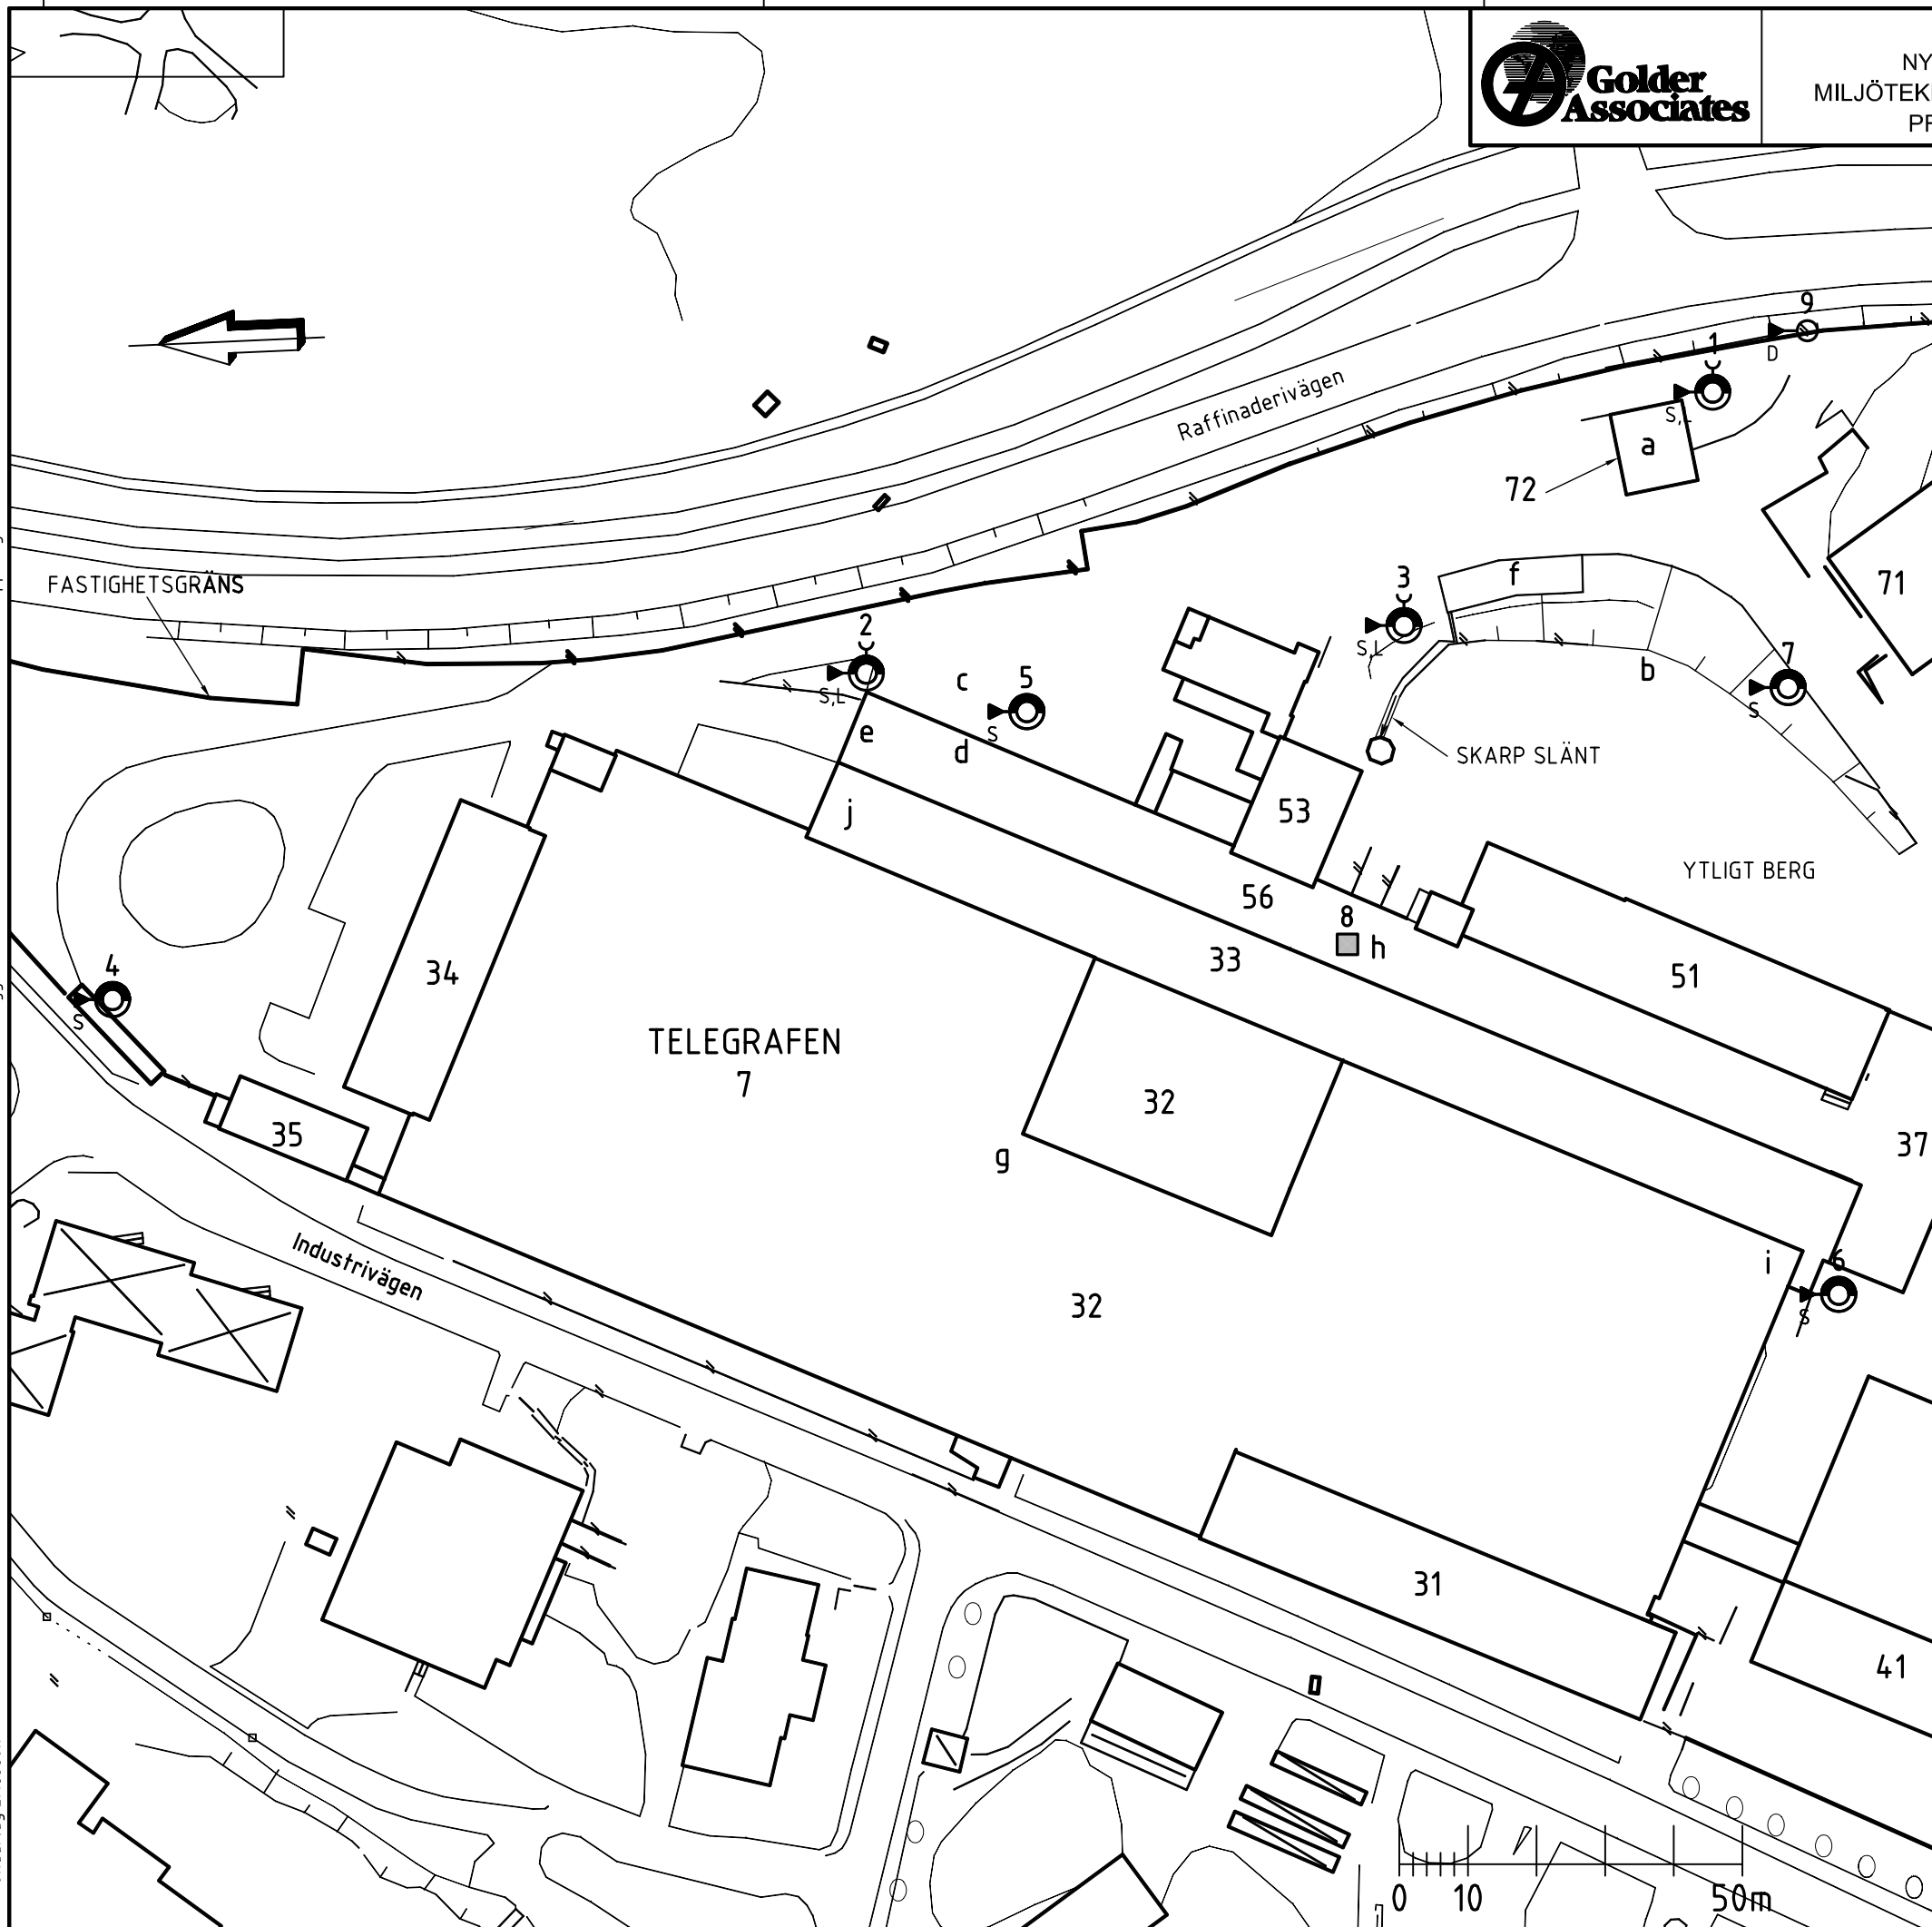 Golder
Associates
NY
MILJÖTEK
Raffinaderivägen
9
D
1
S,L
a
72
71
FASTIGHETSGRÄNS
3
S,L
f
b
7
S
2
S,L
c
5
S
e
d
j
SKARP SLÄNT
53
YTLIGT BERG
56
8
h
33
51
4
S
34
TELEGRAFEN
7
32
37
35
g
Industrivägen
i
6
S
32
31
41
0 10 50m